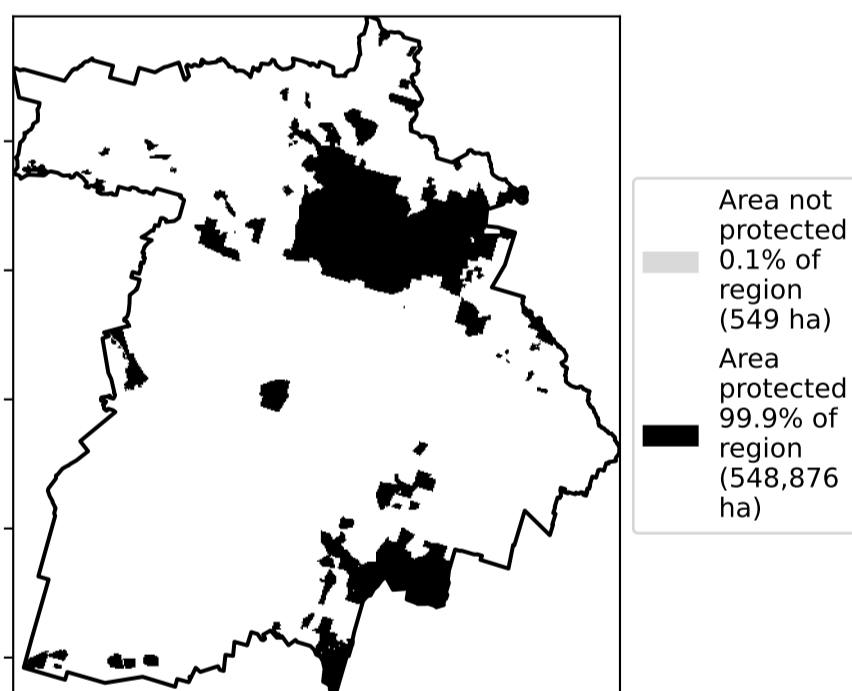 Area not
protected
0.1% of
region
(549 ha)
Area
protected
99.9% of
region
(548,876
ha)